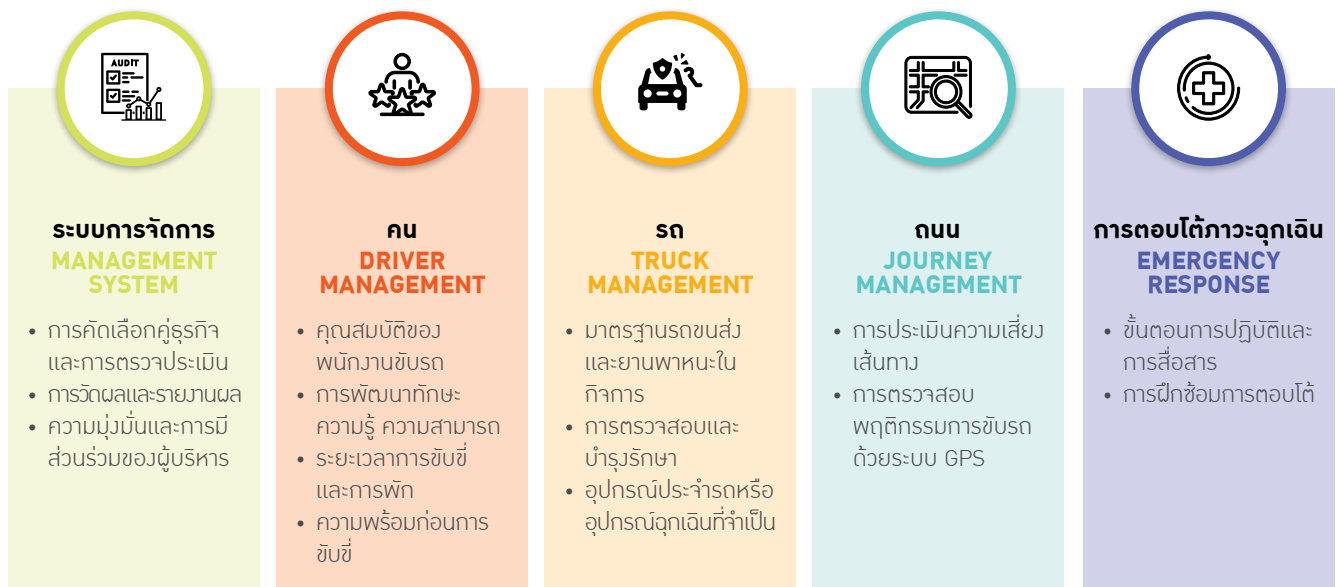 AUDIT
ระบบการจัดการ
MANAGEMENT
SYSTEM
• การคัดเลือกคู่ธุรกิจ
และการตรวจประเมิน
• การวัดผลและรายงานผล
• ความมุ่งมั่นและการมี
ส่วนร่วมของผู้บริหาร
คน
DRIVER
MANAGEMENT
• คุณสมบัติของ
พนักงานขับรถ
• การพัฒนาทักษะ
ความรู้ ความสามารถ
• ระยะเวลาการขับขี่
และการพัก
• ความพร้อมก่อนการ
ขับขี่
รถ
TRUCK
MANAGEMENT
• มาตรฐานรถขนส่ง
และยานพาหนะใน
กิจการ
• การตรวจสอบและ
บำรุงรักษา
• อุปกรณ์ประจำรถหรือ
อุปกรณ์ฉุกเฉินที่จำเป็น
ถนน
JOURNEY
MANAGEMENT
• การประเมินความเสี่ยง
เส้นทาง
• การตรวจสอบ
พฤติกรรมการขับรถ
ด้วยระบบ GPS
การตอบโต้ภาวะฉุกเฉิน
EMERGENCY
RESPONSE
• ขั้นตอนการปฏิบัติและ
การสื่อสาร
• การฝึกซ้อมการตอบโต้